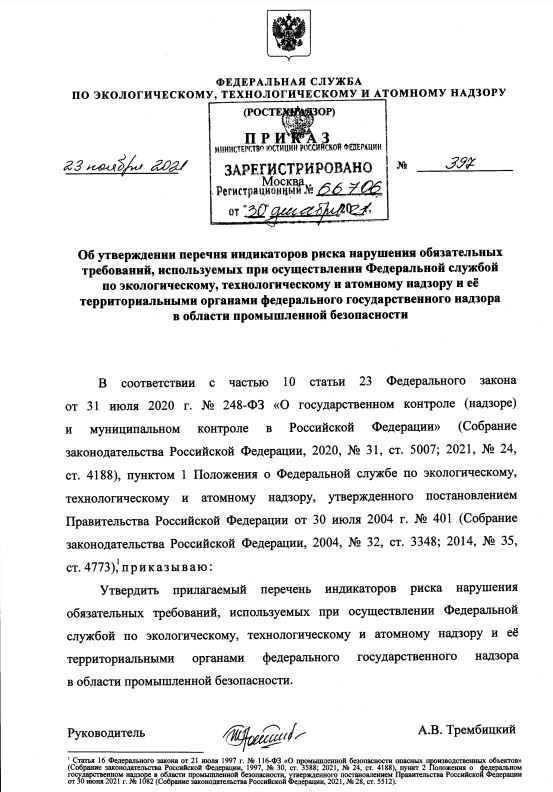 ФЕДЕРАЛЬНАЯ СЛУЖБА
ПО ЭКОЛОГИЧЕСКОМУ, ТЕХНОЛОГИЧЕСКОМУ И АТОМНОМУ НАДЗОРУ
(РОСТЕХНАДЗОР)
ПРИКАЗ
МИНИСТЕРСТВО ЮСТИЦИИ РОССИЙСКОЙ ФЕДЕРАЦИИ
ЗАРЕГИСТРИРОВАНО
23 ноября 2021
№ 397
Москва
Регистрационный № 66706
от "30" декабря 2021.
Об утверждении перечня индикаторов риска нарушения обязательных
требований, используемых при осуществлении Федеральной службой
по экологическому, технологическому и атомному надзору и её
территориальными органами федерального государственного надзора
в области промышленной безопасности
В соответствии с частью 10 статьи 23 Федерального закона
от 31 июля 2020 г. № 248-ФЗ «О государственном контроле (надзоре)
и муниципальном контроле в Российской Федерации» (Собрание
законодательства Российской Федерации, 2020, № 31, ст. 5007; 2021, № 24,
ст. 4188), пунктом 1 Положения о Федеральной службе по экологическому,
технологическому и атомному надзору, утвержденного постановлением
Правительства Российской Федерации от 30 июля 2004 г. № 401 (Собрание
законодательства Российской Федерации, 2004, № 32, ст. 3348; 2014, № 35,
ст. 4773),1 приказываю:
Утвердить прилагаемый перечень индикаторов риска нарушения
обязательных требований, используемых при осуществлении Федеральной
службой по экологическому, технологическому и атомному надзору и её
территориальными органами федерального государственного надзора
в области промышленной безопасности.
Руководитель
А.В. Трембицкий
1 Статья 16 Федерального закона от 21 июля 1997 г. № 116-ФЗ «О промышленной безопасности опасных производственных объектов»
(Собрание законодательства Российской Федерации, 1997, № 30, ст. 3588; 2021, № 24, ст. 4188), пункт 2 Положения о федеральном
государственном надзоре в области промышленной безопасности, утвержденного постановлением Правительства Российской Федерации
от 30 июня 2021 г. № 1082 (Собрание законодательства Российской Федерации, 2021, № 28, ст. 5512).